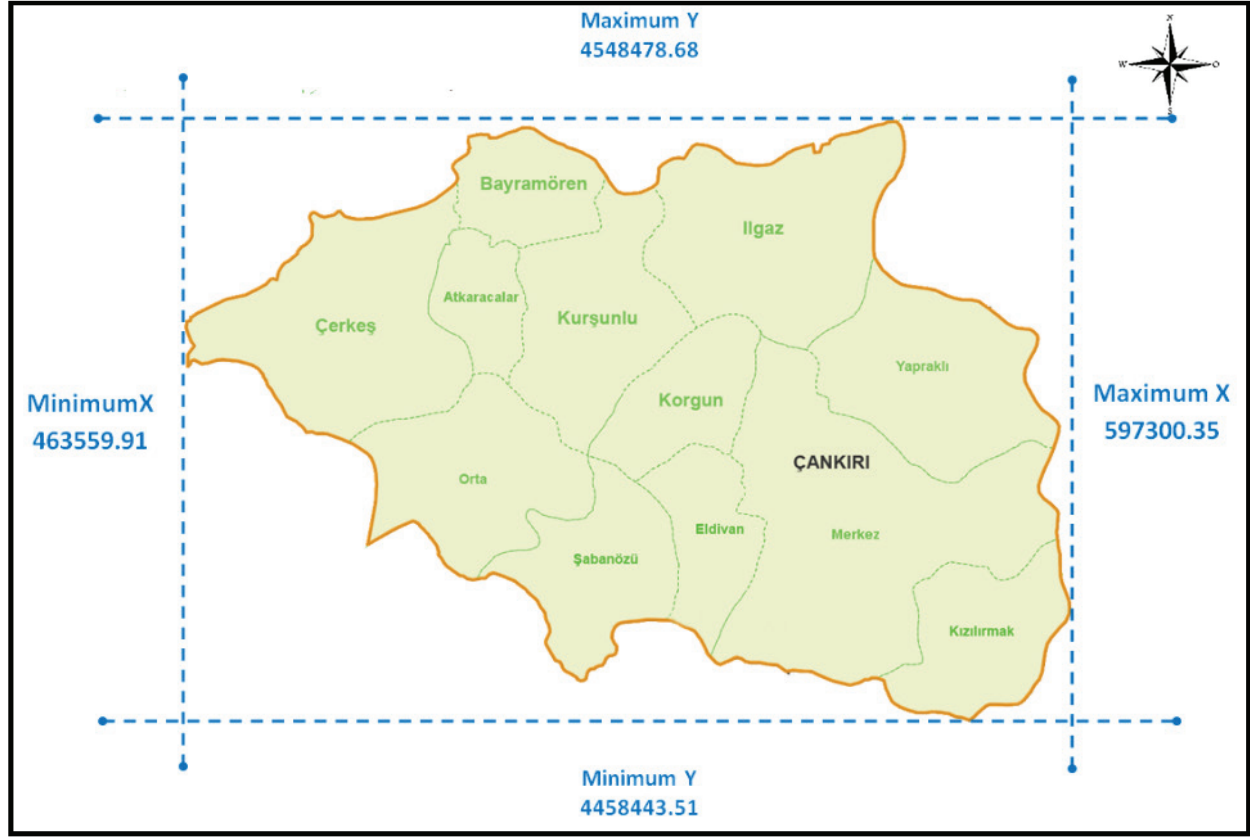 Maximum Y
4548478.68
N
W
O
S
Bayramören
Ilgaz
Atkaracalar
Çerkeş
Kurşunlu
Yapraklı
MinimumX
463559.91
Korgun
Maximum X
597300.35
ÇANKIRI
Orta
Eldivan
Merkez
Şabanözü
Kızılırmak
Minimum Y
4458443.51